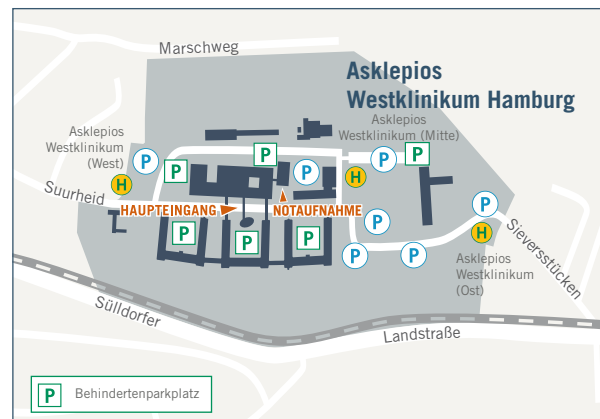 Marschweg
Asklepios
Westklinikum Hamburg
Asklepios
Westklinikum (Mitte)
Asklepios
Westklinikum
(West)
P
P
P
P
P
P
H
H
Suurheid
HAUPTEINGANG
NOTAUFNAHME
P
P
P
P
P
H
P
P
P
Sieversstücken
Asklepios
Westklinikum
(Ost)
Sülldorfer
Landstraße
P Behindertenparkplatz